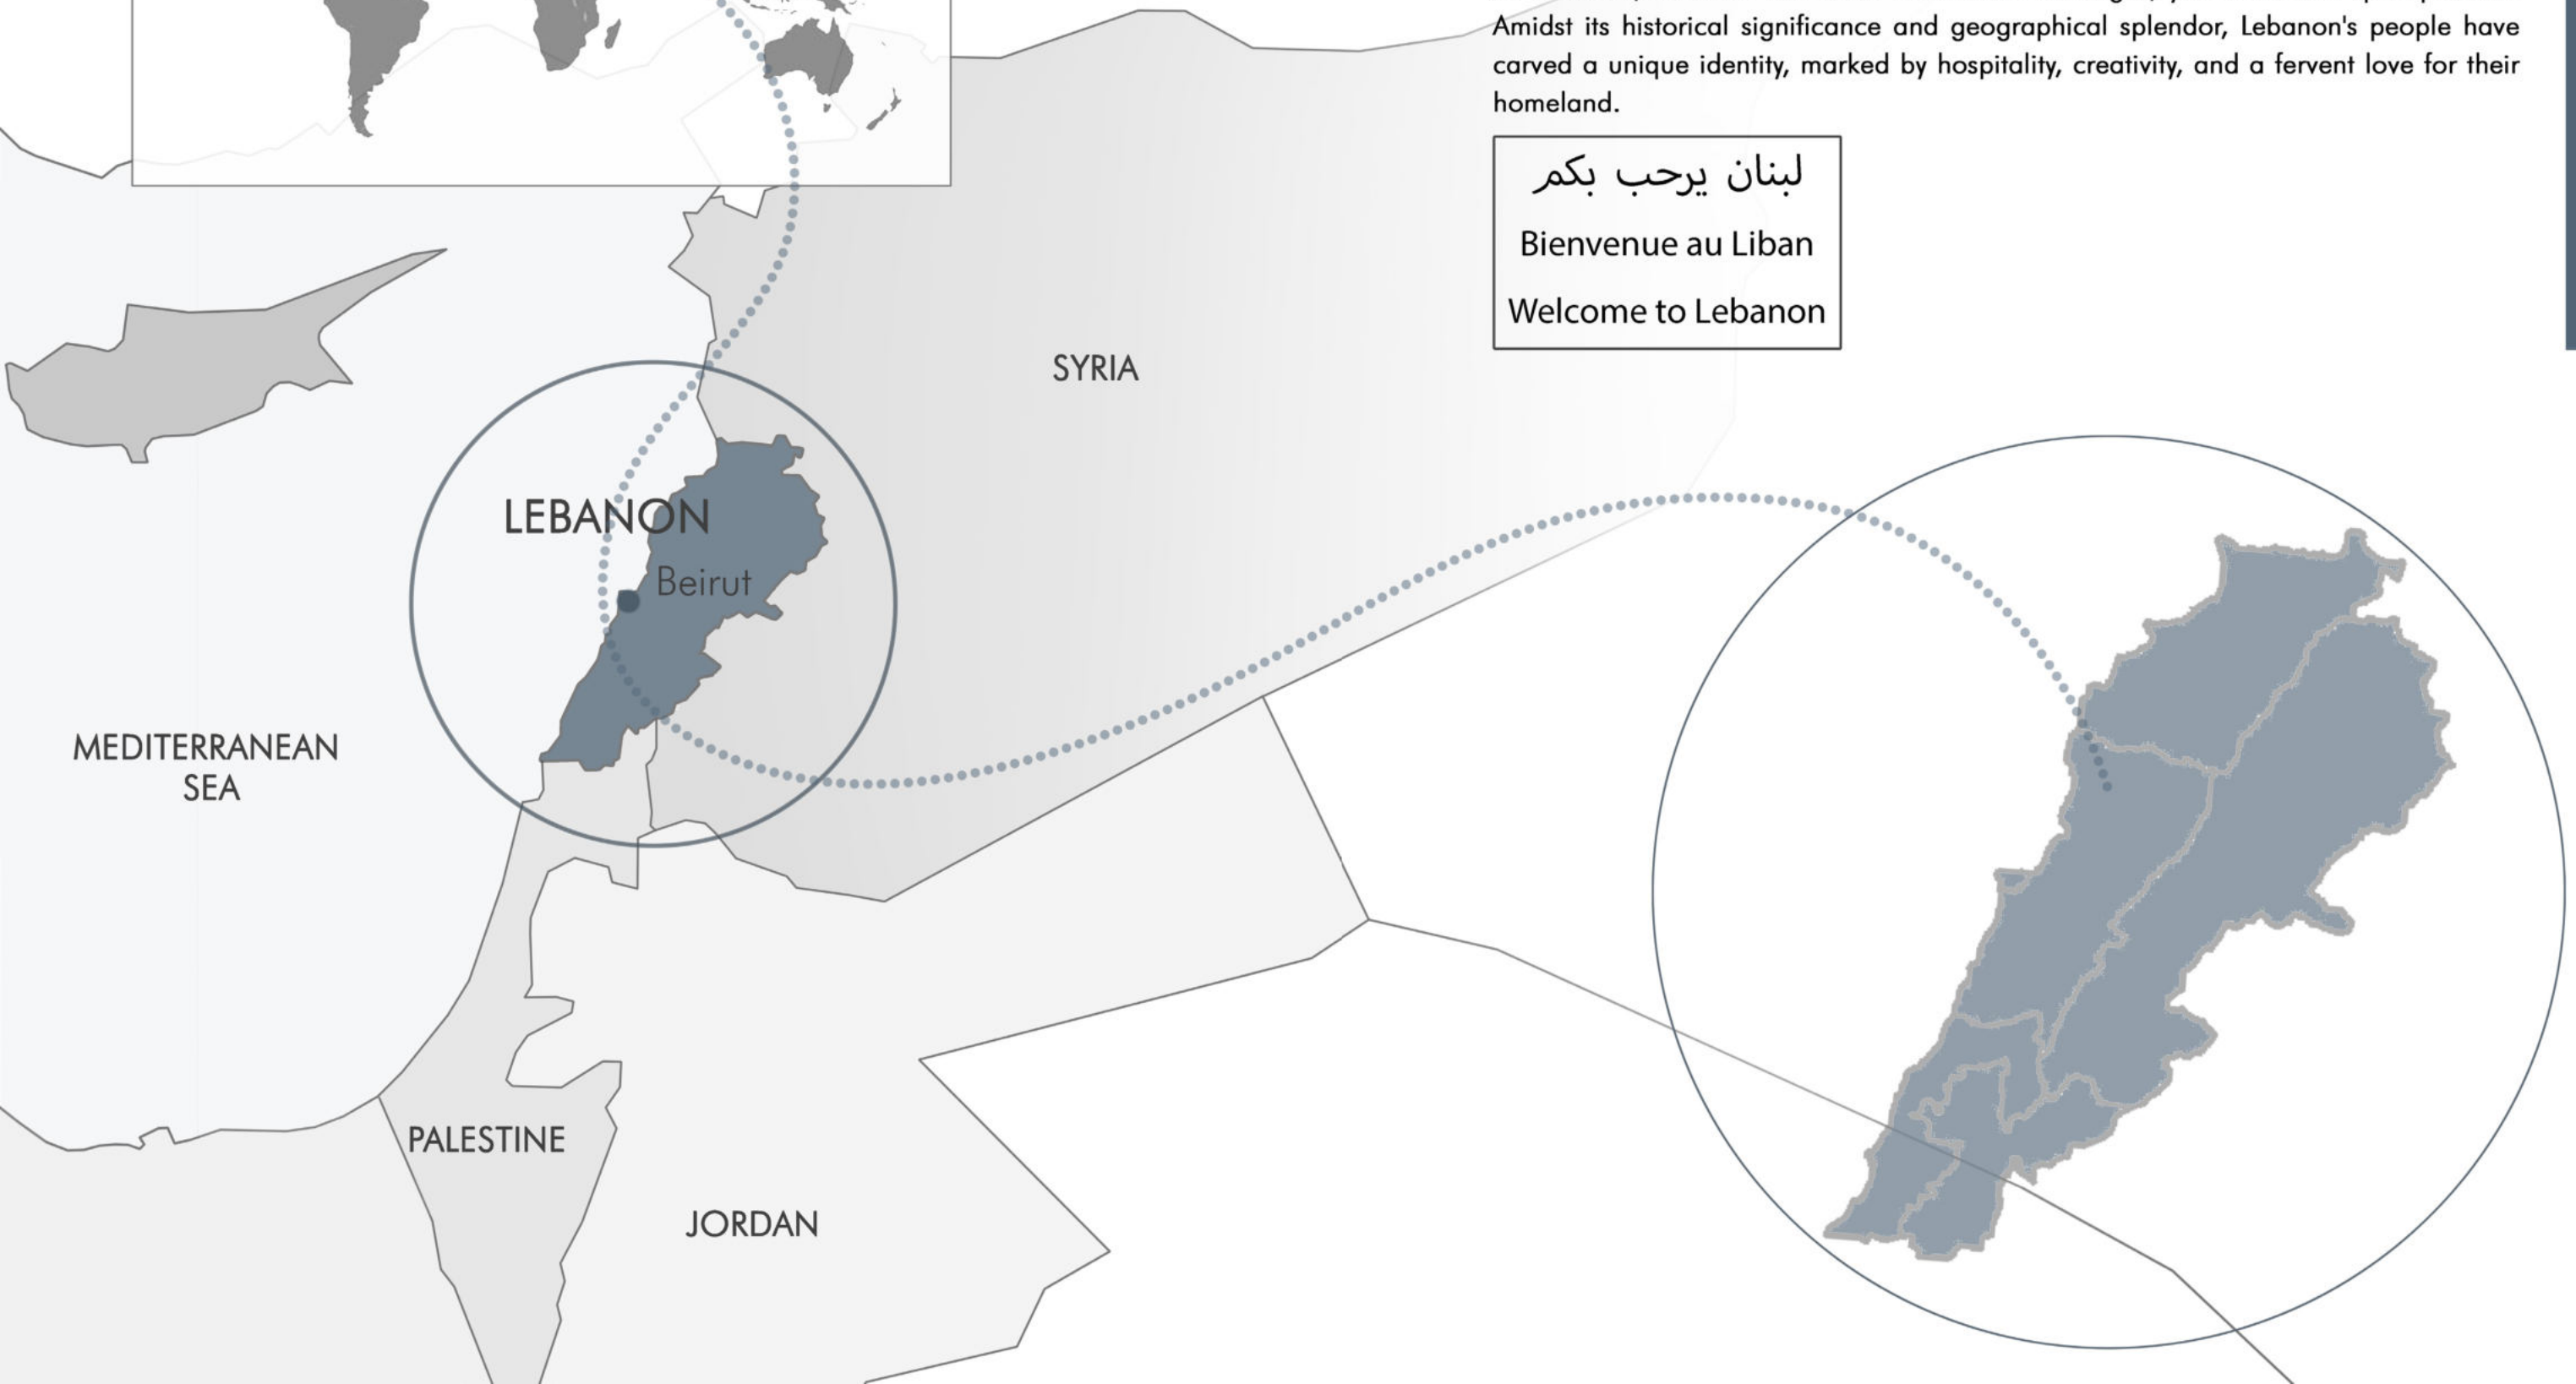 Amidst its historical significance and geographical splendor, Lebanon's people have
carved a unique identity, marked by hospitality, creativity, and a fervent love for their
homeland.
لبنان يرحب بكم
Bienvenue au Liban
Welcome to Lebanon
SYRIA
LEBANON
Beirut
MEDITERRANEAN
SEA
PALESTINE
JORDAN